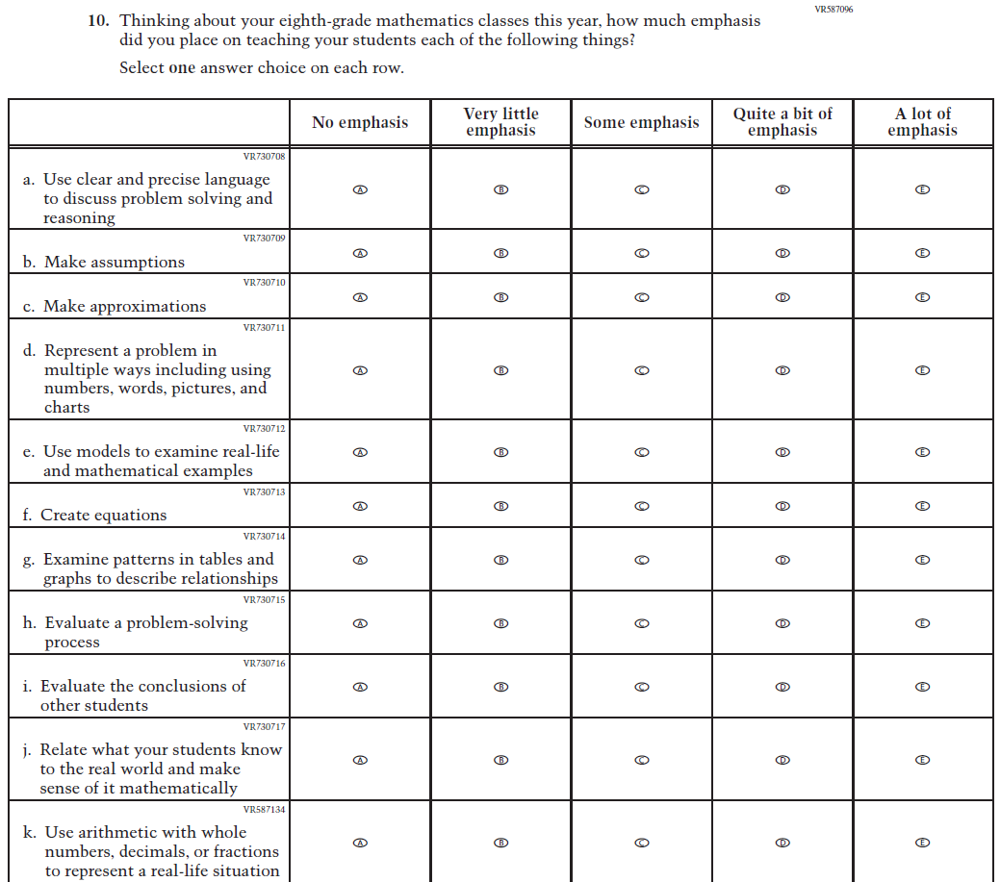 VR587096
10. Thinking about your eighth-grade mathematics classes this year, how much emphasis
did you place on teaching your students each of the following things?
Select one answer choice on each row.
No emphasis
Very little
emphasis
Some emphasis
Quite a bit of
emphasis
A lot of
emphasis
VR730708
a. Use clear and precise language
to discuss problem solving and
reasoning
A B C D E
VR730709
b. Make assumptions
A B C D E
VR730710
c. Make approximations
A B C D E
VR730711
d. Represent a problem in
multiple ways including using
numbers, words, pictures, and
charts
A B C D E
VR730712
e. Use models to examine real-life
and mathematical examples
A B C D E
VR730713
f. Create equations
A B C D E
VR730714
g. Examine patterns in tables and
graphs to describe relationships
A B C D E
VR730715
h. Evaluate a problem-solving
process
A B C D E
VR730716
i. Evaluate the conclusions of
other students
A B C D E
VR730717
j. Relate what your students know
to the real world and make
sense of it mathematically
A B C D E
VR587134
k. Use arithmetic with whole
numbers, decimals, or fractions
to represent a real-life situation
A B C D E